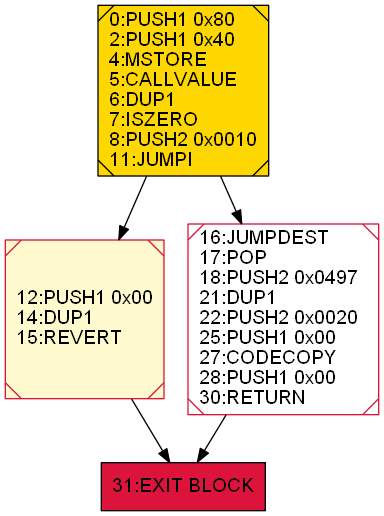 0:PUSH1 0x80
2:PUSH1 0x40
4:MSTORE
5:CALLVALUE
6:DUP1
7:ISZERO
8:PUSH2 0x0010
11:JUMPI
12:PUSH1 0x00
14:DUP1
15:REVERT
16:JUMPDEST
17:POP
18:PUSH2 0x0497
21:DUP1
22:PUSH2 0x0020
25:PUSH1 0x00
27:CODECOPY
28:PUSH1 0x00
30:RETURN
31:EXIT BLOCK